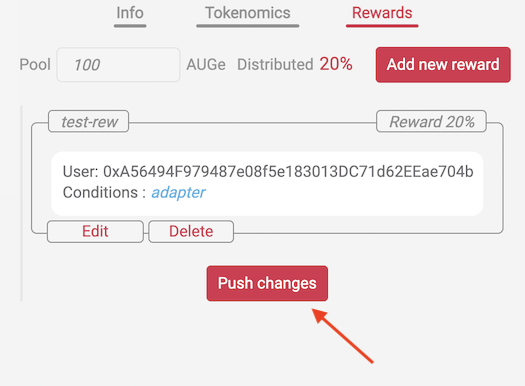 Info Tokenomics Rewards
Pool 100 AUGe Distributed 20% Add new reward
test-rew Reward 20%
User: 0xA56494F979487e08f5e183013DC71d62EEae704b
Conditions : adapter
Edit Delete
Push changes